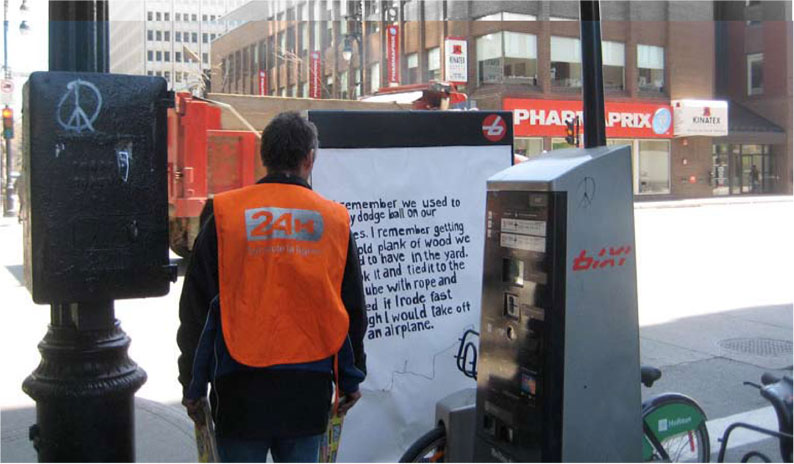 KINATEX
PHARMAPRIX
KINATEX
24H
remember we used to
y dodge ball on our
es. I remember getting
old plank of wood we
d to have in the yard.
k it and tied it to the
ube with rope and
ed if I rode fast
gh I would take off
an airplane.
bixi